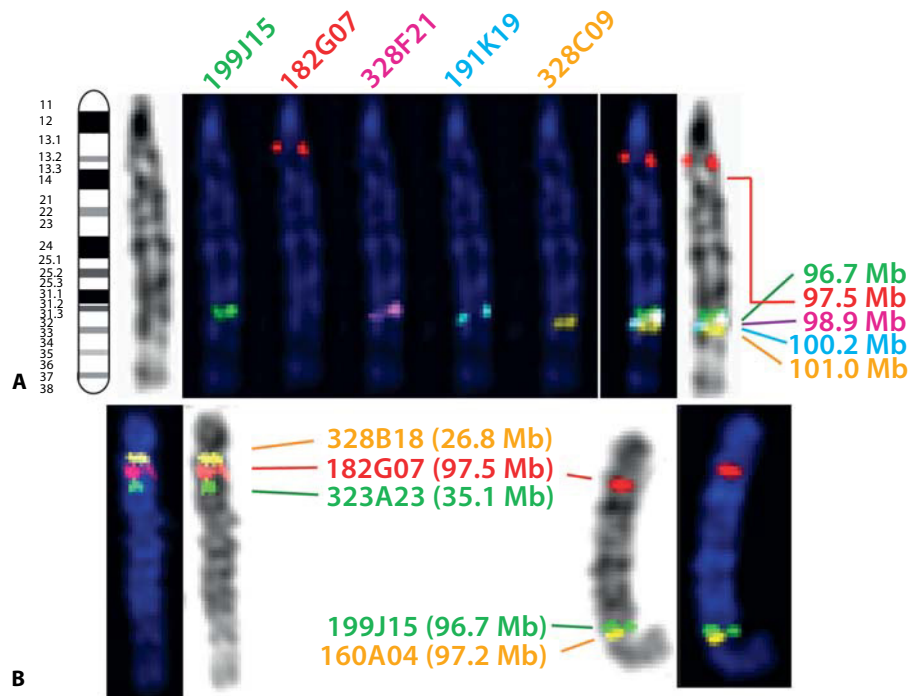 199J15 182G07 328F21 191K19 328C09
11
12
13.1
13.2
13.3
14
21
22
23
24
25.1
25.2
25.3
31.1
31.2
31.3
32
33
34
35
36
37
38
96.7 Mb
97.5 Mb
98.9 Mb
100.2 Mb
101.0 Mb
A
328B18 (26.8 Mb)
182G07 (97.5 Mb)
323A23 (35.1 Mb)
199J15 (96.7 Mb)
160A04 (97.2 Mb)
B